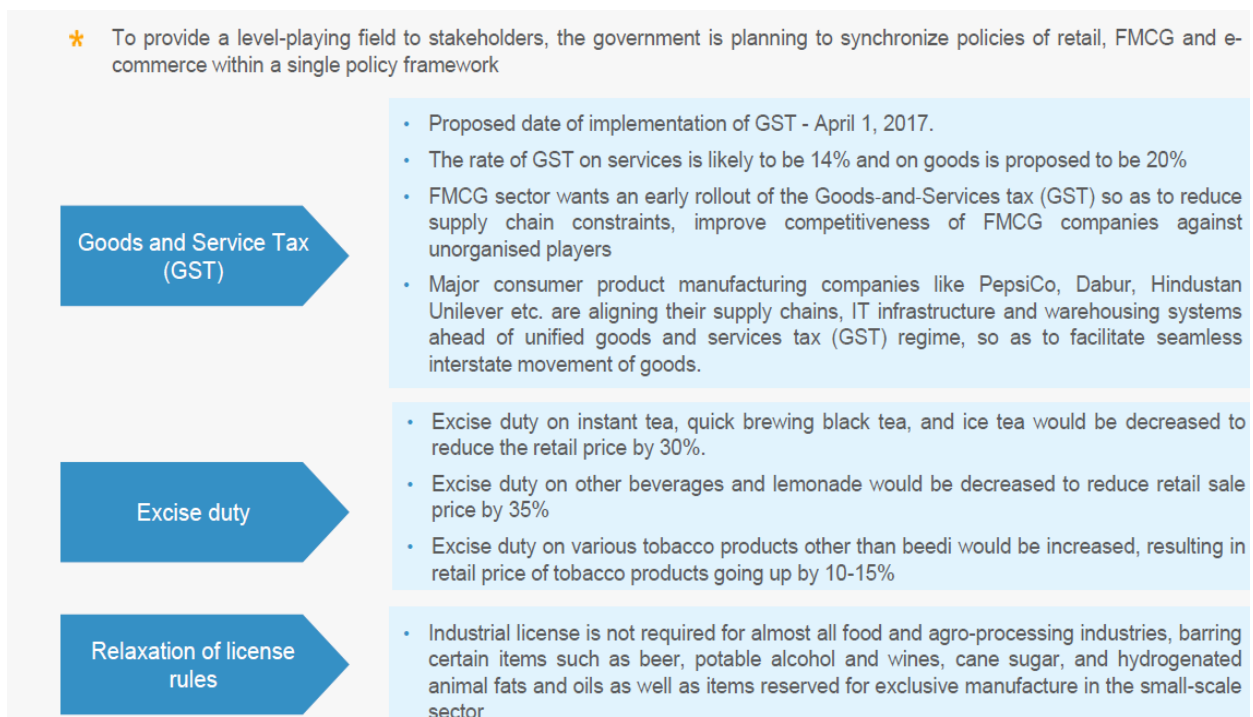 * To provide a level-playing field to stakeholders, the government is planning to synchronize policies of retail, FMCG and e-
commerce within a single policy framework
Goods and Service Tax
(GST)
• Proposed date of implementation of GST - April 1, 2017.
• The rate of GST on services is likely to be 14% and on goods is proposed to be 20%
• FMCG sector wants an early rollout of the Goods-and-Services tax (GST) so as to reduce
supply chain constraints, improve competitiveness of FMCG companies against
unorganised players
• Major consumer product manufacturing companies like PepsiCo, Dabur, Hindustan
Unilever etc. are aligning their supply chains, IT infrastructure and warehousing systems
ahead of unified goods and services tax (GST) regime, so as to facilitate seamless
interstate movement of goods.
Excise duty
• Excise duty on instant tea, quick brewing black tea, and ice tea would be decreased to
reduce the retail price by 30%.
• Excise duty on other beverages and lemonade would be decreased to reduce retail sale
price by 35%
• Excise duty on various tobacco products other than beedi would be increased, resulting in
retail price of tobacco products going up by 10-15%
Relaxation of license
rules
• Industrial license is not required for almost all food and agro-processing industries, barring
certain items such as beer, potable alcohol and wines, cane sugar, and hydrogenated
animal fats and oils as well as items reserved for exclusive manufacture in the small-scale
sector